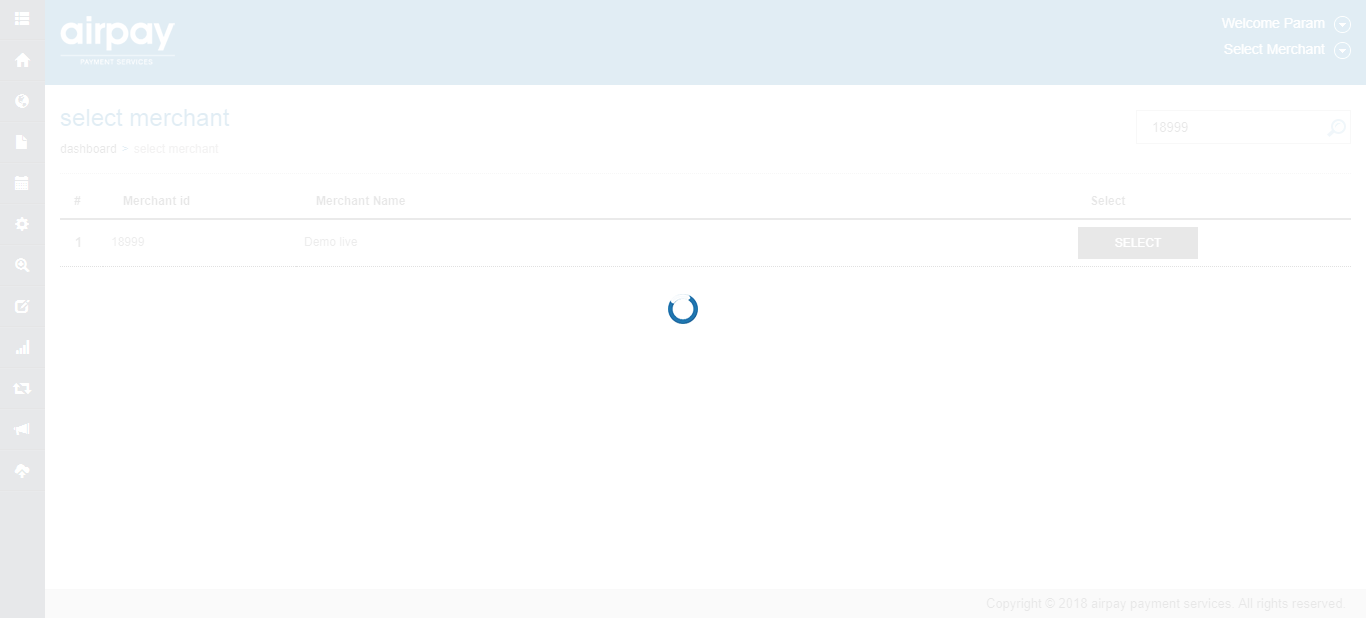 airpay
PAYMENT SERVICES
Welcome Param
Select Merchant
select merchant
dashboard > select merchant
18999
# Merchant id Merchant Name Select
1 18999 Demo live SELECT
Copyright © 2018 airpay payment services. All rights reserved.